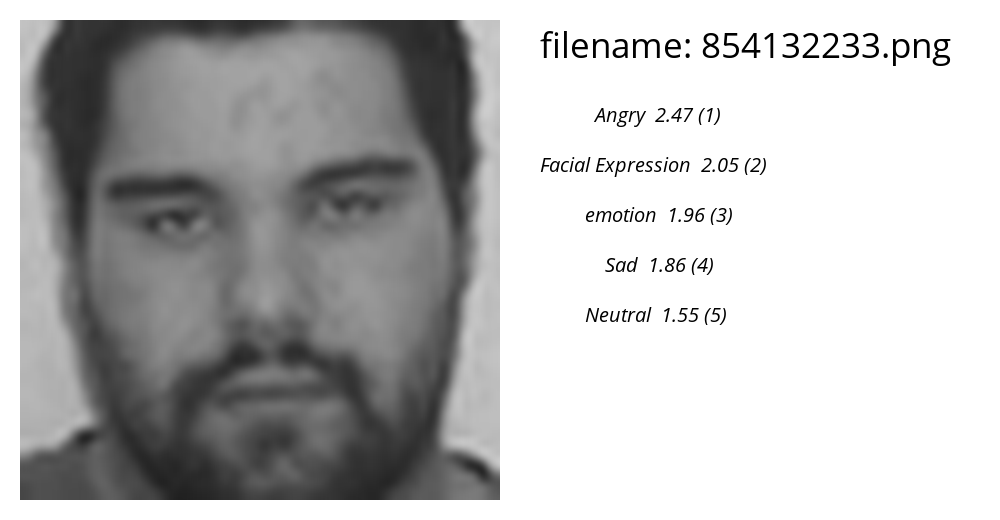 filename: 854132233.png
Angry 2.47 (1)
Facial Expression 2.05 (2)
emotion 1.96 (3)
Sad 1.86 (4)
Neutral 1.55 (5)